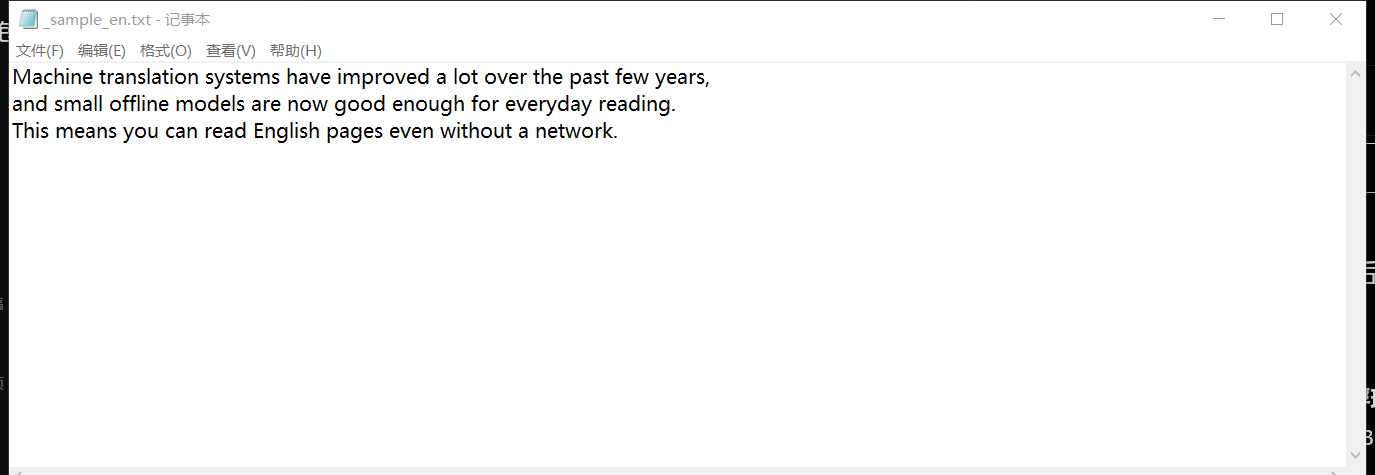 _sample_en.txt - 记事本
文件(F) 编辑(E) 格式(O) 查看(V) 帮助(H)
Machine translation systems have improved a lot over the past few years,
and small offline models are now good enough for everyday reading.
This means you can read English pages even without a network.